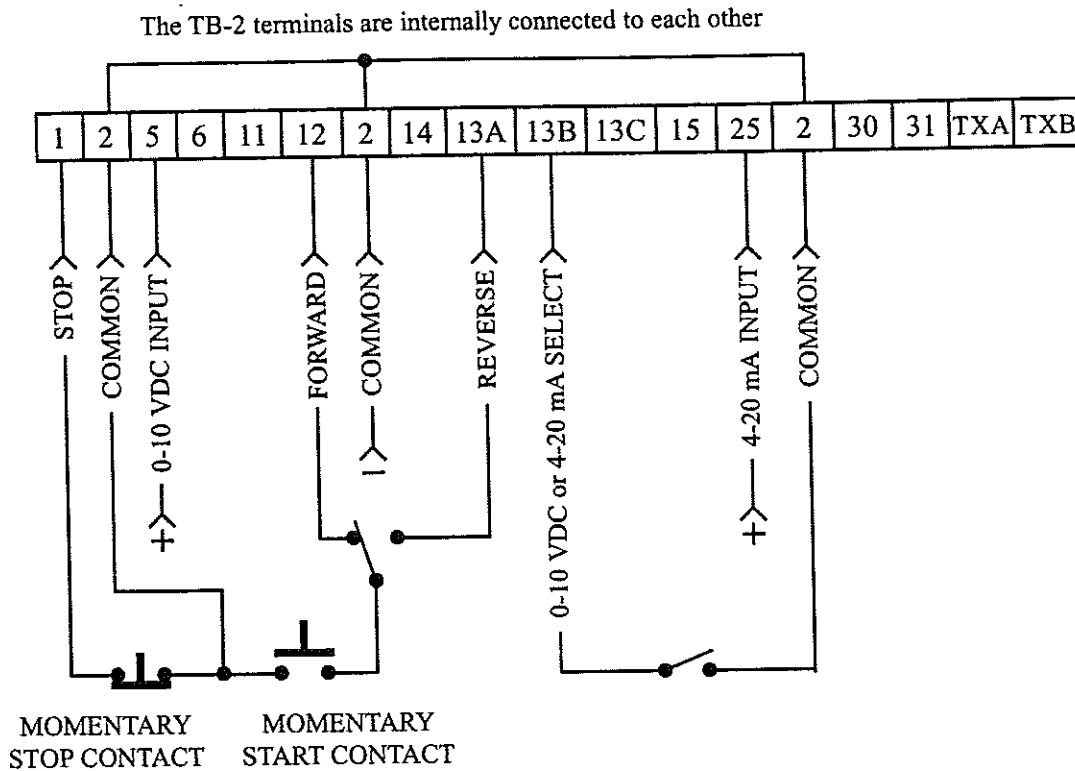 The TB-2 terminals are internally connected to each other
1 2 5 6 11 12 2 14 13A 13B 13C 15 25 2 30 31 TXA TXB
STOP
COMMON
0-10 VDC INPUT
+
FORWARD
COMMON
–
REVERSE
0-10 VDC or 4-20 mA SELECT
4-20 mA INPUT
+
COMMON
MOMENTARY
STOP CONTACT
MOMENTARY
START CONTACT